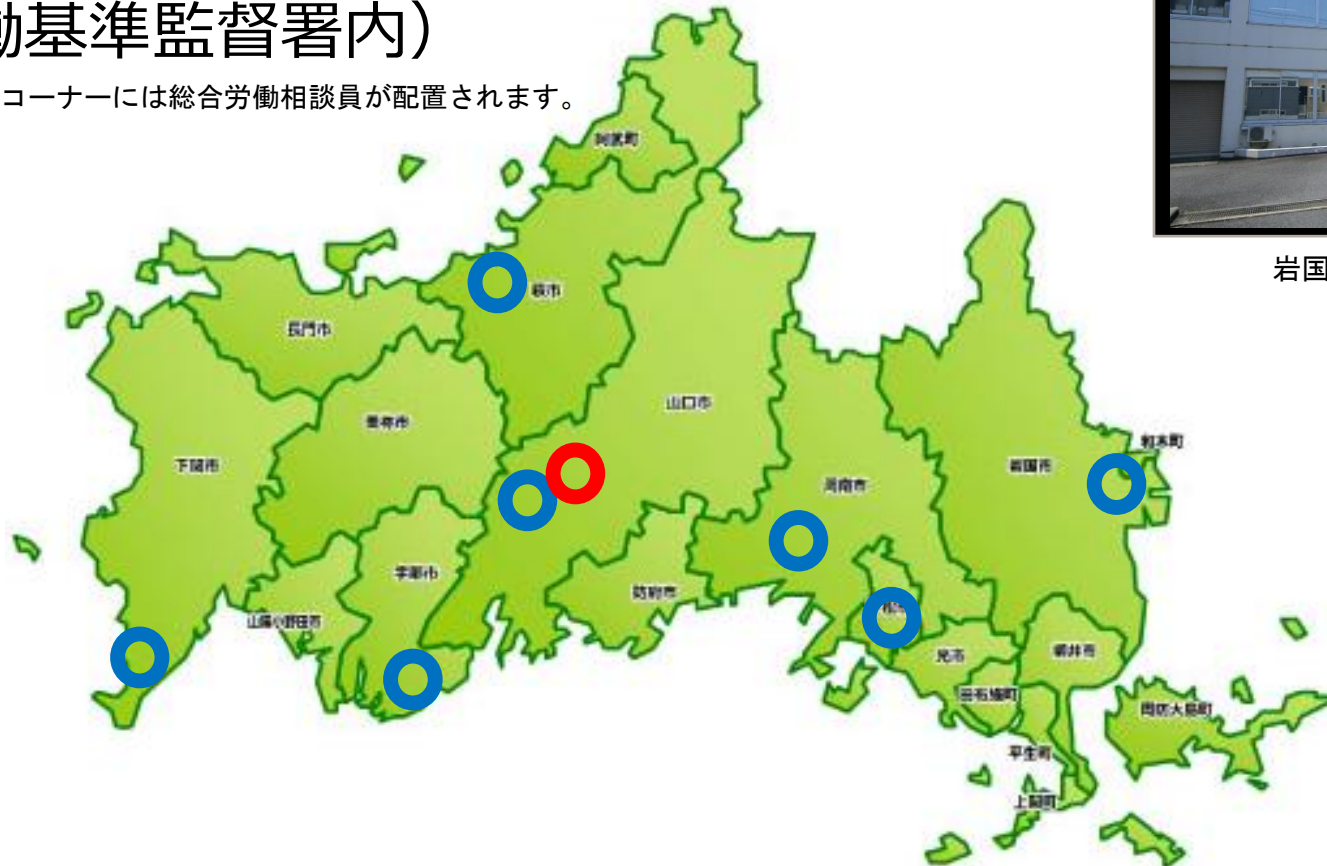 働基準監督署内）
コーナーには総合労働相談員が配置されます。
岩国
阿武町
萩市
長門市
山口市
美祢市
和木町
下関市
岩国市
周南市
宇部市
防府市
山陽小野田市
光市
柳井市
田布施町
周防大島町
平生町
上関町